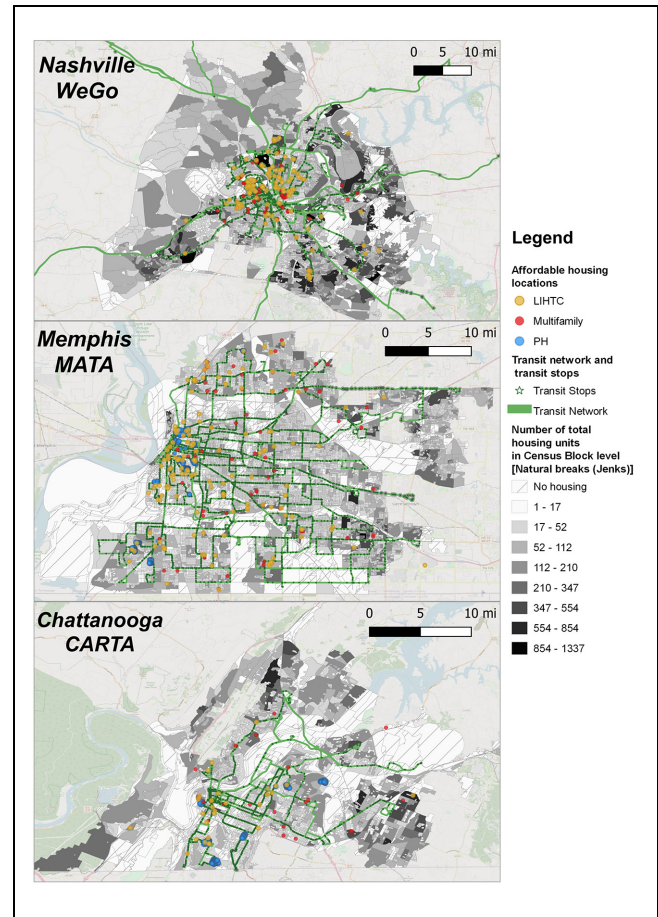 Nashville
WeGo
0 5 10 mi
Memphis
MATA
0 5 10 mi
Chattanooga
CARTA
0 5 10 mi
Legend
Affordable housing
locations
LIHTC
Multifamily
PH
Transit network and
transit stops
Transit Stops
Transit Network
Number of total
housing units
in Census Block level
[Natural breaks (Jenks)]
No housing
1 - 17
17 - 52
52 - 112
112 - 210
210 - 347
347 - 554
554 - 854
854 - 1337